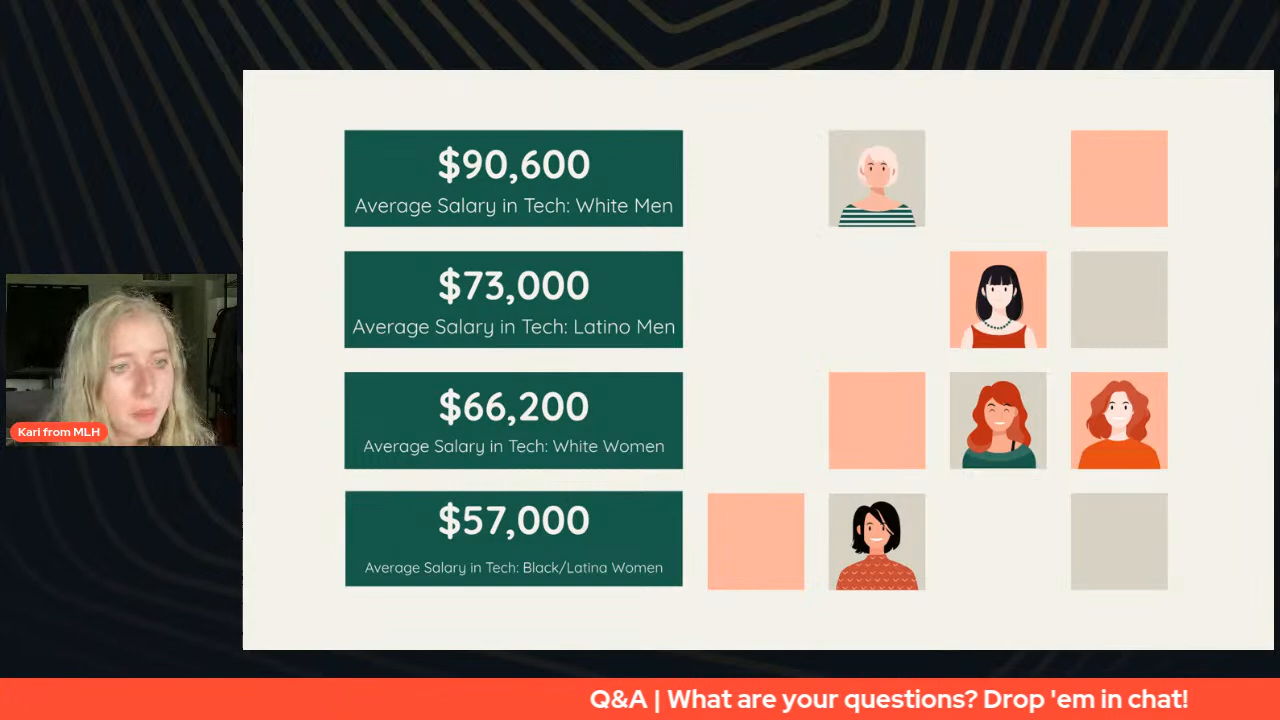 $90,600
Average Salary in Tech: White Men
$73,000
Average Salary in Tech: Latino Men
$66,200
Average Salary in Tech: White Women
$57,000
Average Salary in Tech: Black/Latina Women
Karl from MLH
Q&A | What are your questions? Drop 'em in chat!